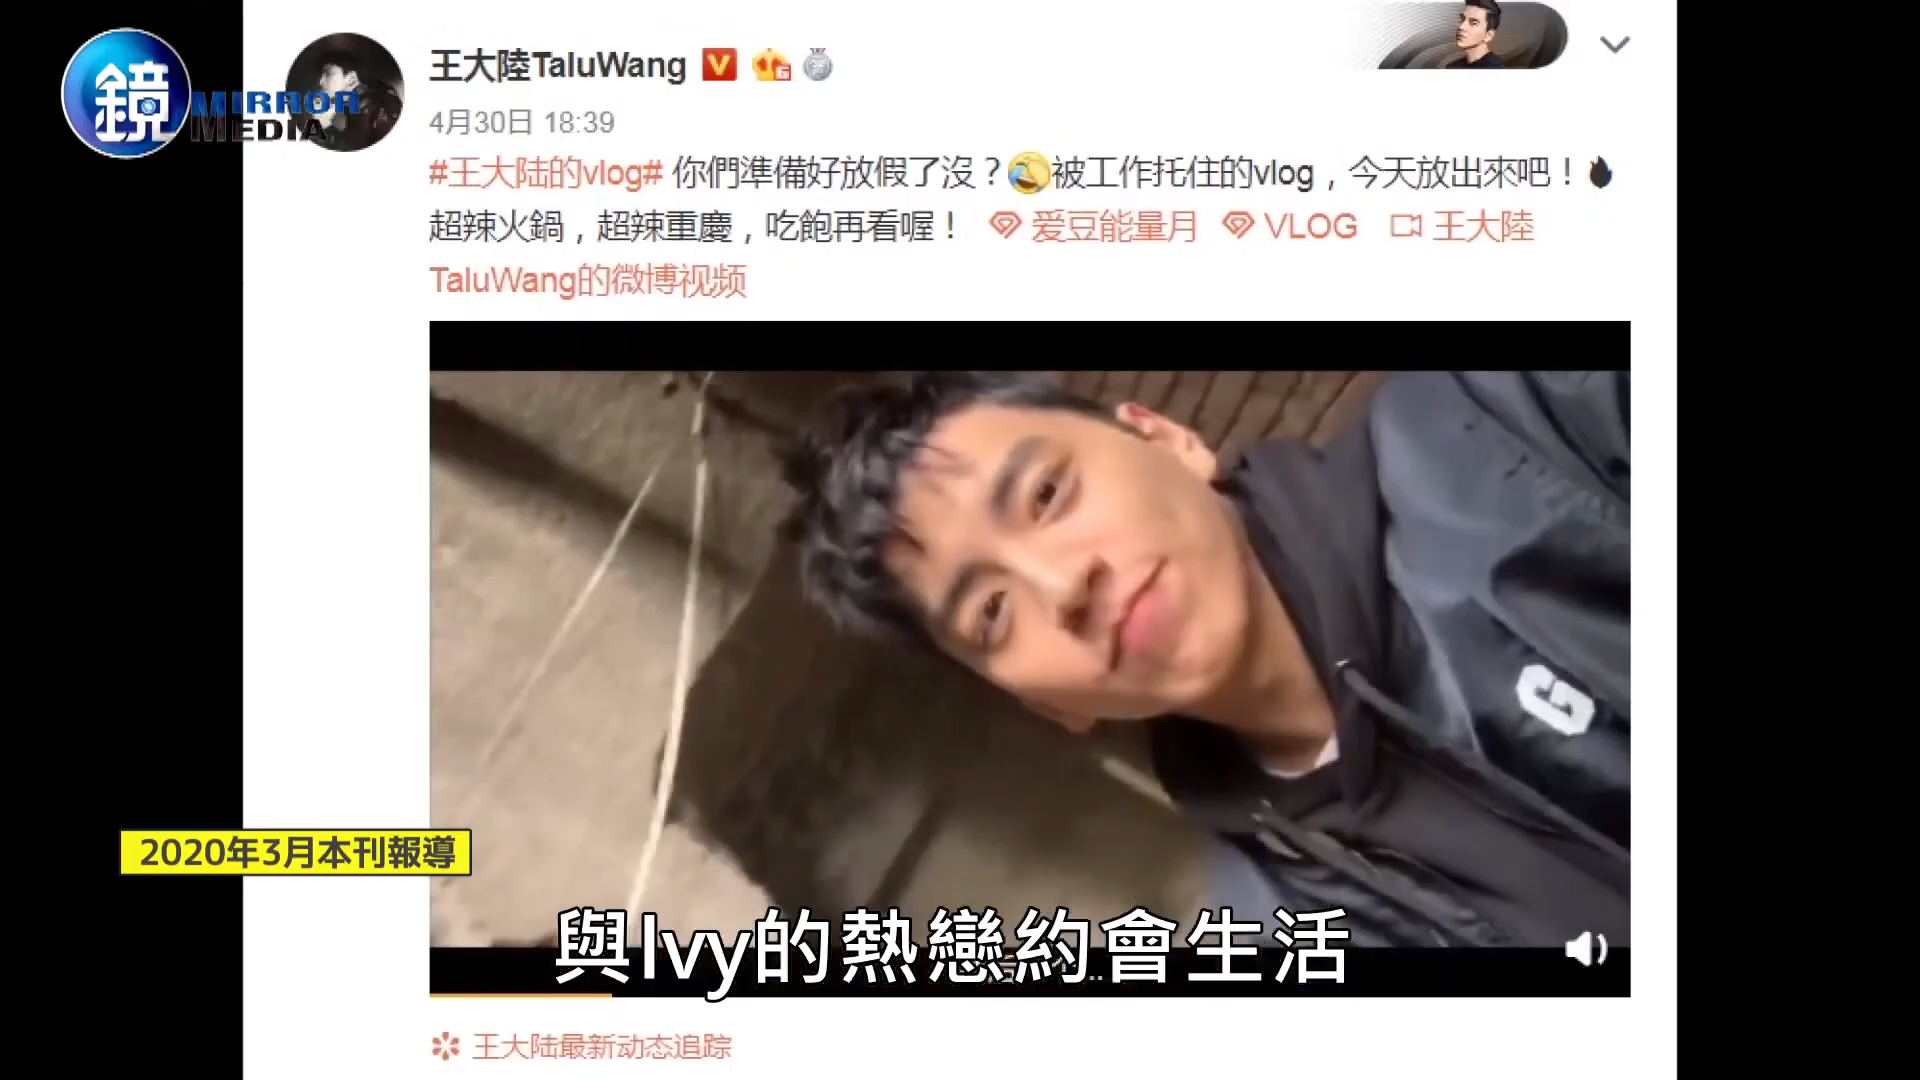 鏡 MIRROR MEDIA
王大陸TaluWang
4月30日 18:39
#王大陆的vlog# 你們準備好放假了沒？被工作托住的vlog，今天放出來吧！
超辣火鍋，超辣重慶，吃飽再看喔！ 爱豆能量月 VLOG 王大陸
TaluWang的微博视频
G
2020年3月本刊報導
與Ivy的熱戀約會生活
王大陆最新动态追踪